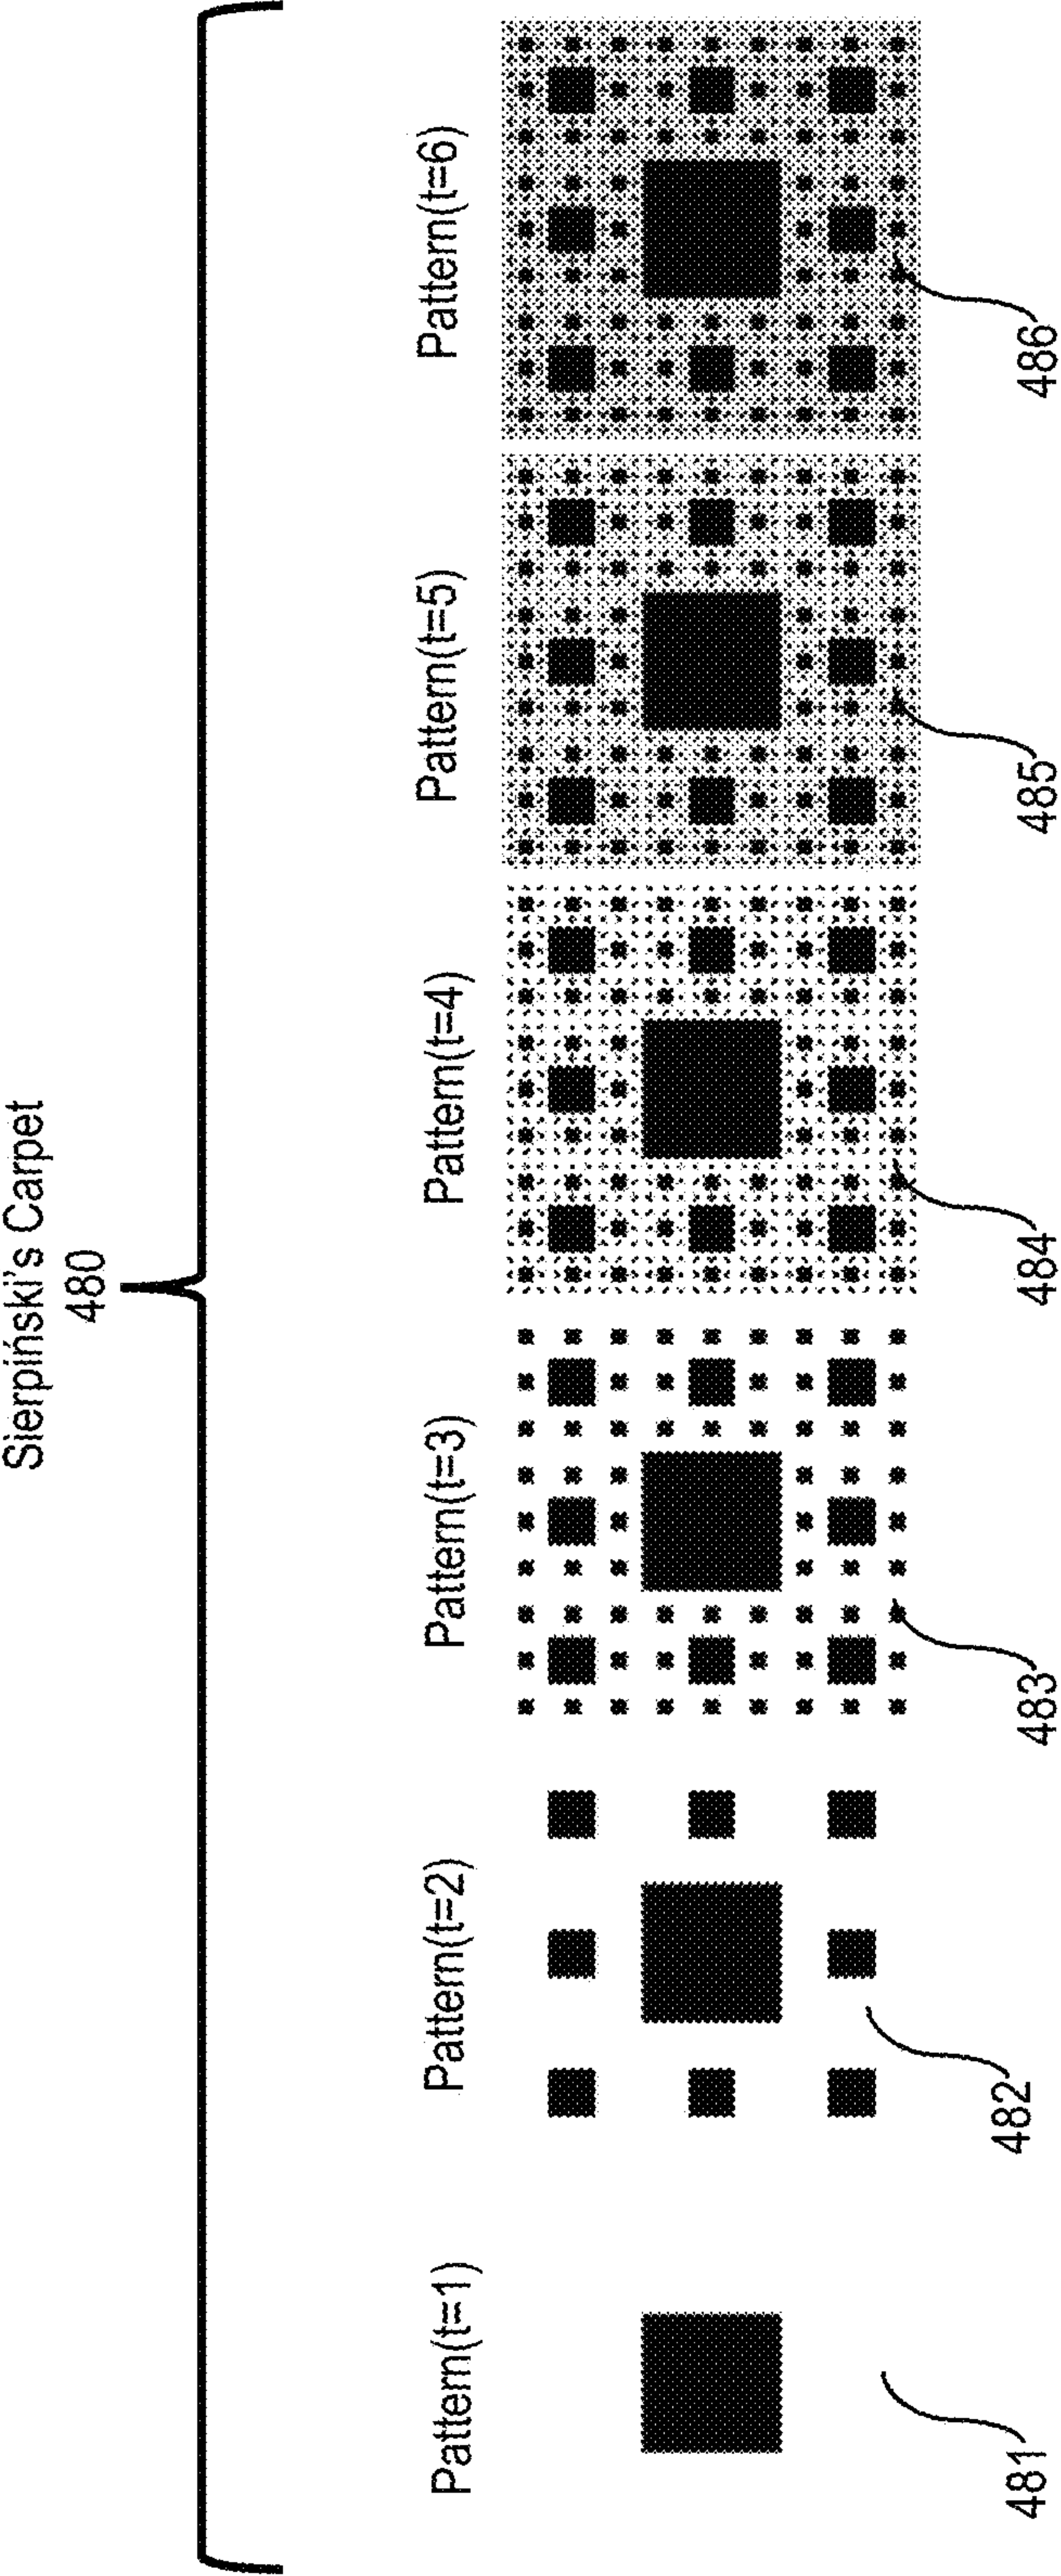 Sierpiński's Carpet
480
Pattern(t=1)
Pattern(t=2)
Pattern(t=3)
Pattern(t=4)
Pattern(t=5)
Pattern(t=6)
481
482
483
484
485
486